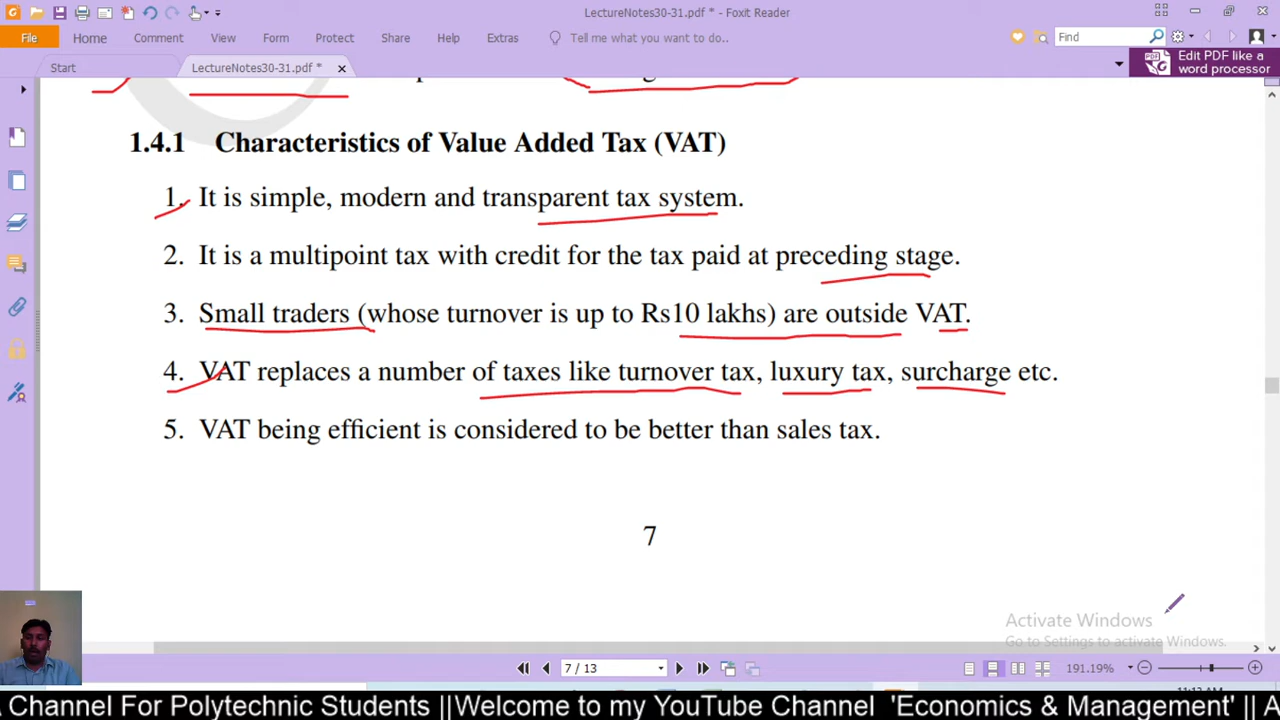 LectureNotes30-31.pdf * - Foxit Reader
File Home Comment View Form Protect Share Help Extras Tell me what you want to do.. Find
Edit PDF like a
word processor
Start LectureNotes30-31.pdf *
1.4.1 Characteristics of Value Added Tax (VAT)
1. It is simple, modern and transparent tax system.
2. It is a multipoint tax with credit for the tax paid at preceding stage.
3. Small traders (whose turnover is up to Rs10 lakhs) are outside VAT.
4. VAT replaces a number of taxes like turnover tax, luxury tax, surcharge etc.
5. VAT being efficient is considered to be better than sales tax.
7
Activate Windows
Go to Settings to activate Windows.
7 / 13 191.19%
Channel For Polytechnic Students ||Welcome to my YouTube Channel 'Economics & Management' || A